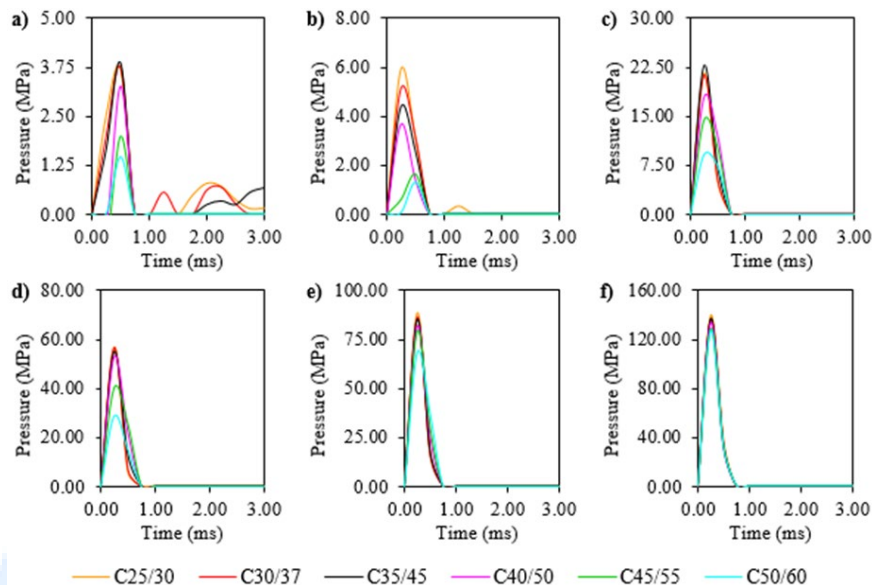 a)
5.00
3.75
2.50
1.25
0.00
Pressure (MPa)
0.00 1.00 2.00 3.00
Time (ms)
b)
8.00
6.00
4.00
2.00
0.00
Pressure (MPa)
0.00 1.00 2.00 3.00
Time (ms)
c)
30.00
22.50
15.00
7.50
0.00
Pressure (MPa)
0.00 1.00 2.00 3.00
Time (ms)
d)
80.00
60.00
40.00
20.00
0.00
Pressure (MPa)
0.00 1.00 2.00 3.00
Time (ms)
e)
100.00
75.00
50.00
25.00
0.00
Pressure (MPa)
0.00 1.00 2.00 3.00
Time (ms)
f)
160.00
120.00
80.00
40.00
0.00
Pressure (MPa)
0.00 1.00 2.00 3.00
Time (ms)
C25/30 C30/37 C35/45 C40/50 C45/55 C50/60